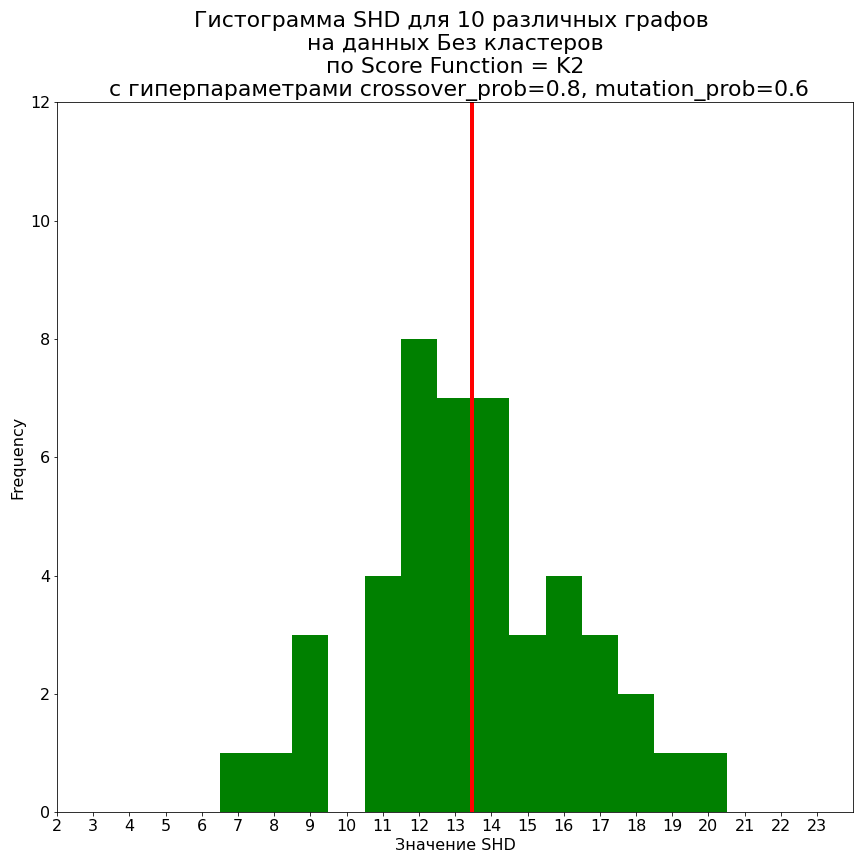 Гистограмма SHD для 10 различных графов
на данных Без кластеров
по Score Function = K2
с гиперпараметрами crossover_prob=0.8, mutation_prob=0.6
12
10
8
6
4
2
0
Frequency
2 3 4 5 6 7 8 9 10 11 12 13 14 15 16 17 18 19 20 21 22 23
Значение SHD